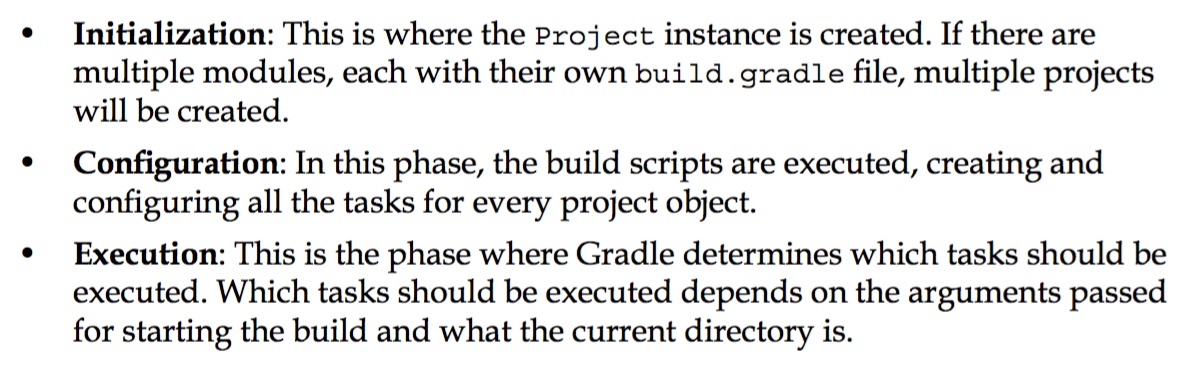 • Initialization: This is where the Project instance is created. If there are
multiple modules, each with their own build.gradle file, multiple projects
will be created.
• Configuration: In this phase, the build scripts are executed, creating and
configuring all the tasks for every project object.
• Execution: This is the phase where Gradle determines which tasks should be
executed. Which tasks should be executed depends on the arguments passed
for starting the build and what the current directory is.